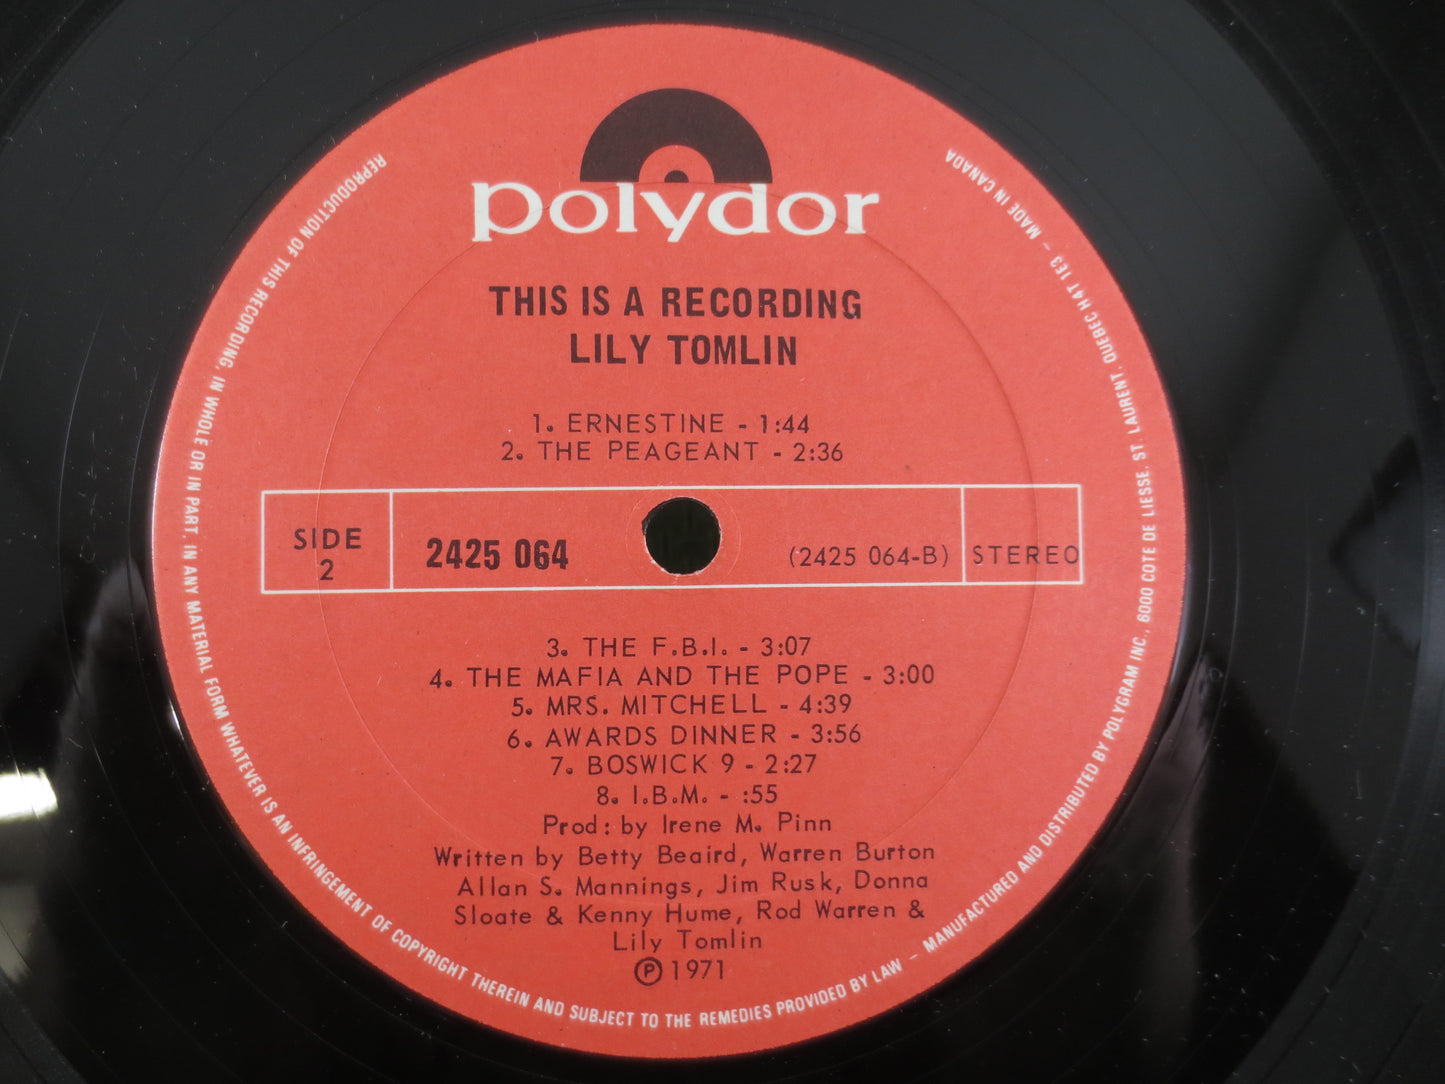 polydor
THIS IS A RECORDING
LILY TOMLIN
1. ERNESTINE - 1:44
2. THE PEAGEANT - 2:36
SIDE
2
2425 064
(2425 064-B)
STEREO
3. THE F.B.I. - 3:07
4. THE MAFIA AND THE POPE - 3:00
5. MRS. MITCHELL - 4:39
6. AWARDS DINNER - 3:56
7. BOSWICK 9 - 2:27
8. I.B.M. - :55
Prod: by Irene M. Pinn
Written by Betty Beaird, Warren Burton
Allan S. Mannings, Jim Rusk, Donna
Sloate & Kenny Hume, Rod Warren &
Lily Tomlin
℗ 1971
REPRODUCTION OF THIS RECORDING, IN WHOLE OR IN PART, IN ANY MATERIAL FORM WHATEVER IS AN INFRINGEMENT OF COPYRIGHT THEREIN AND SUBJECT TO THE REMEDIES PROVIDED BY LAW – MANUFACTURED AND DISTRIBUTED BY POLYGRAM INC., 6000 COTE DE LIESSE, ST. LAURENT, QUEBEC H4T 1E3 – MADE IN CANADA